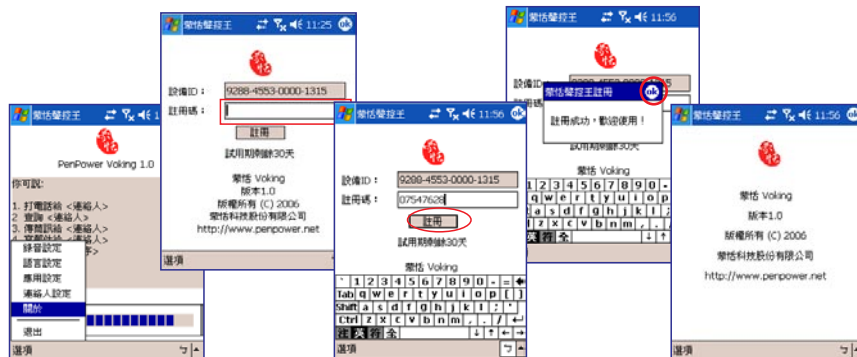 蒙恬聲控王
PenPower Voking 1.0
你可說:
1. 打電話給 <連絡人>
2 查詢 <連絡人>
3. 傳簡訊給 <連絡人>
錄音設定
語言設定
應用設定
連絡人設定
關於
退出
選項
蒙恬聲控王 11:25 ok
設備ID： 9288-4553-0000-1315
註冊碼：
註冊
試用期剩餘30天
蒙恬 Voking
版本1.0
版權所有 (C) 2006
蒙恬科技股份有限公司
http://www.penpower.net
選項
蒙恬聲控王 11:56 ok
設備ID： 9288-4553-0000-1315
註冊碼： 07547628
註冊
試用期剩餘30天
蒙恬 Voking
` 1 2 3 4 5 6 7 8 9 0 - =
Tab q w e r t y u i o p [ ]
Shift a s d f g h j k l ; '
Ctrl z x c v b n m , . /
注 英 符 全
選項
蒙恬聲控王 11:56
設備ID
蒙恬聲控王註冊 ok
註冊成功，歡迎使用！
蒙恬 Voking
1 2 3 4 5 6 7 8 9 0 -
q w e r t y u i o p
a s d f g h j k l ;
z x c v b n m , .
英 符 全
蒙恬聲控王 11:56 ok
蒙恬 Voking
版本1.0
版權所有 (C) 2006
蒙恬科技股份有限公司
http://www.penpower.net
選項